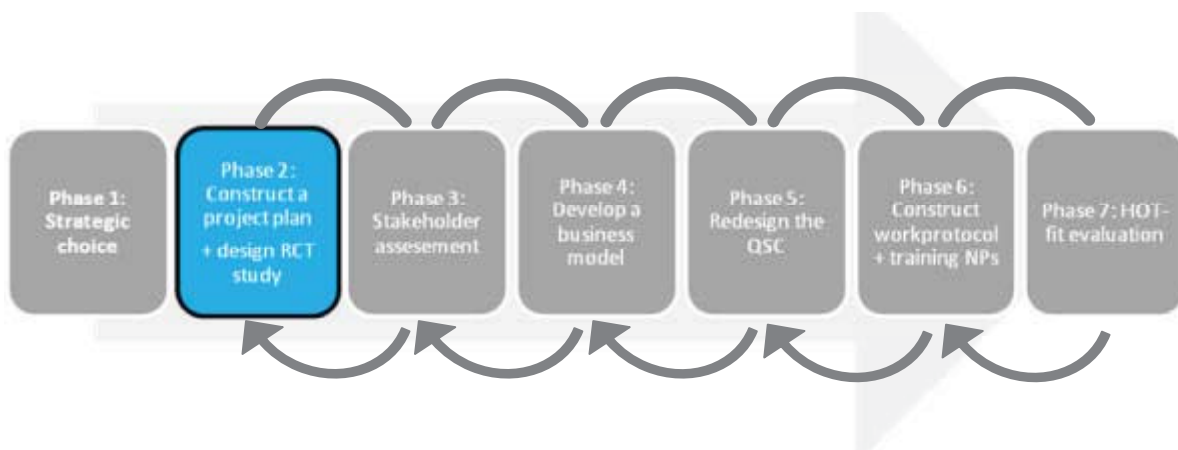 Phase 1:
Strategic
choice
Phase 2:
Construct a
project plan
+ design RCT
study
Phase 3:
Stakeholder
assesement
Phase 4:
Develop a
business
model
Phase 5:
Redesign the
QSC
Phase 6:
Construct
workprotocol
+ training NPs
Phase 7: HOT-
fit evaluation